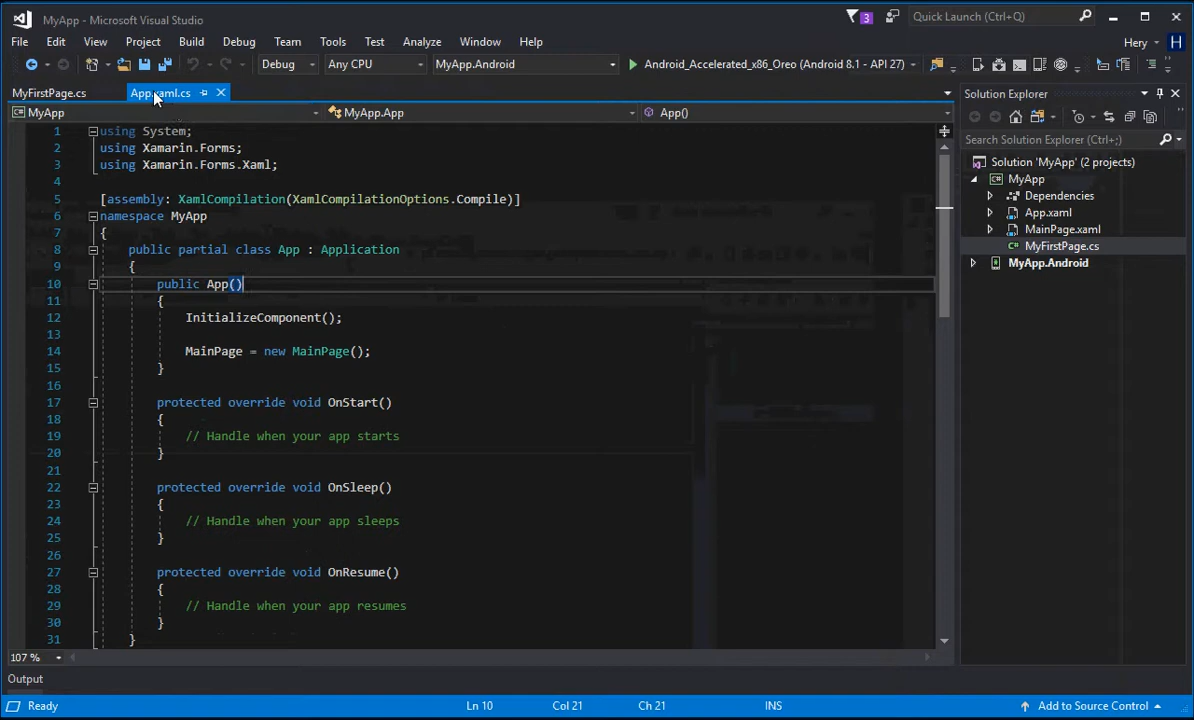 MyApp - Microsoft Visual Studio
3
Quick Launch (Ctrl+Q)
File Edit View Project Build Debug Team Tools Test Analyze Window Help
Hery H
Debug Any CPU MyApp.Android Android_Accelerated_x86_Oreo (Android 8.1 - API 27)
MyFirstPage.cs App.xaml.cs
MyApp MyApp.App App()
1 using System;
2 using Xamarin.Forms;
3 using Xamarin.Forms.Xaml;
4
5 [assembly: XamlCompilation(XamlCompilationOptions.Compile)]
6 namespace MyApp
7 {
8 public partial class App : Application
9 {
10 public App()
11 {
12 InitializeComponent();
13
14 MainPage = new MainPage();
15 }
16
17 protected override void OnStart()
18 {
19 // Handle when your app starts
20 }
21
22 protected override void OnSleep()
23 {
24 // Handle when your app sleeps
25 }
26
27 protected override void OnResume()
28 {
29 // Handle when your app resumes
30 }
31 }
107 %
Solution Explorer
Search Solution Explorer (Ctrl+;)
Solution 'MyApp' (2 projects)
C# MyApp
Dependencies
App.xaml
MainPage.xaml
C# MyFirstPage.cs
MyApp.Android
Output
Ready Ln 10 Col 21 Ch 21 INS Add to Source Control